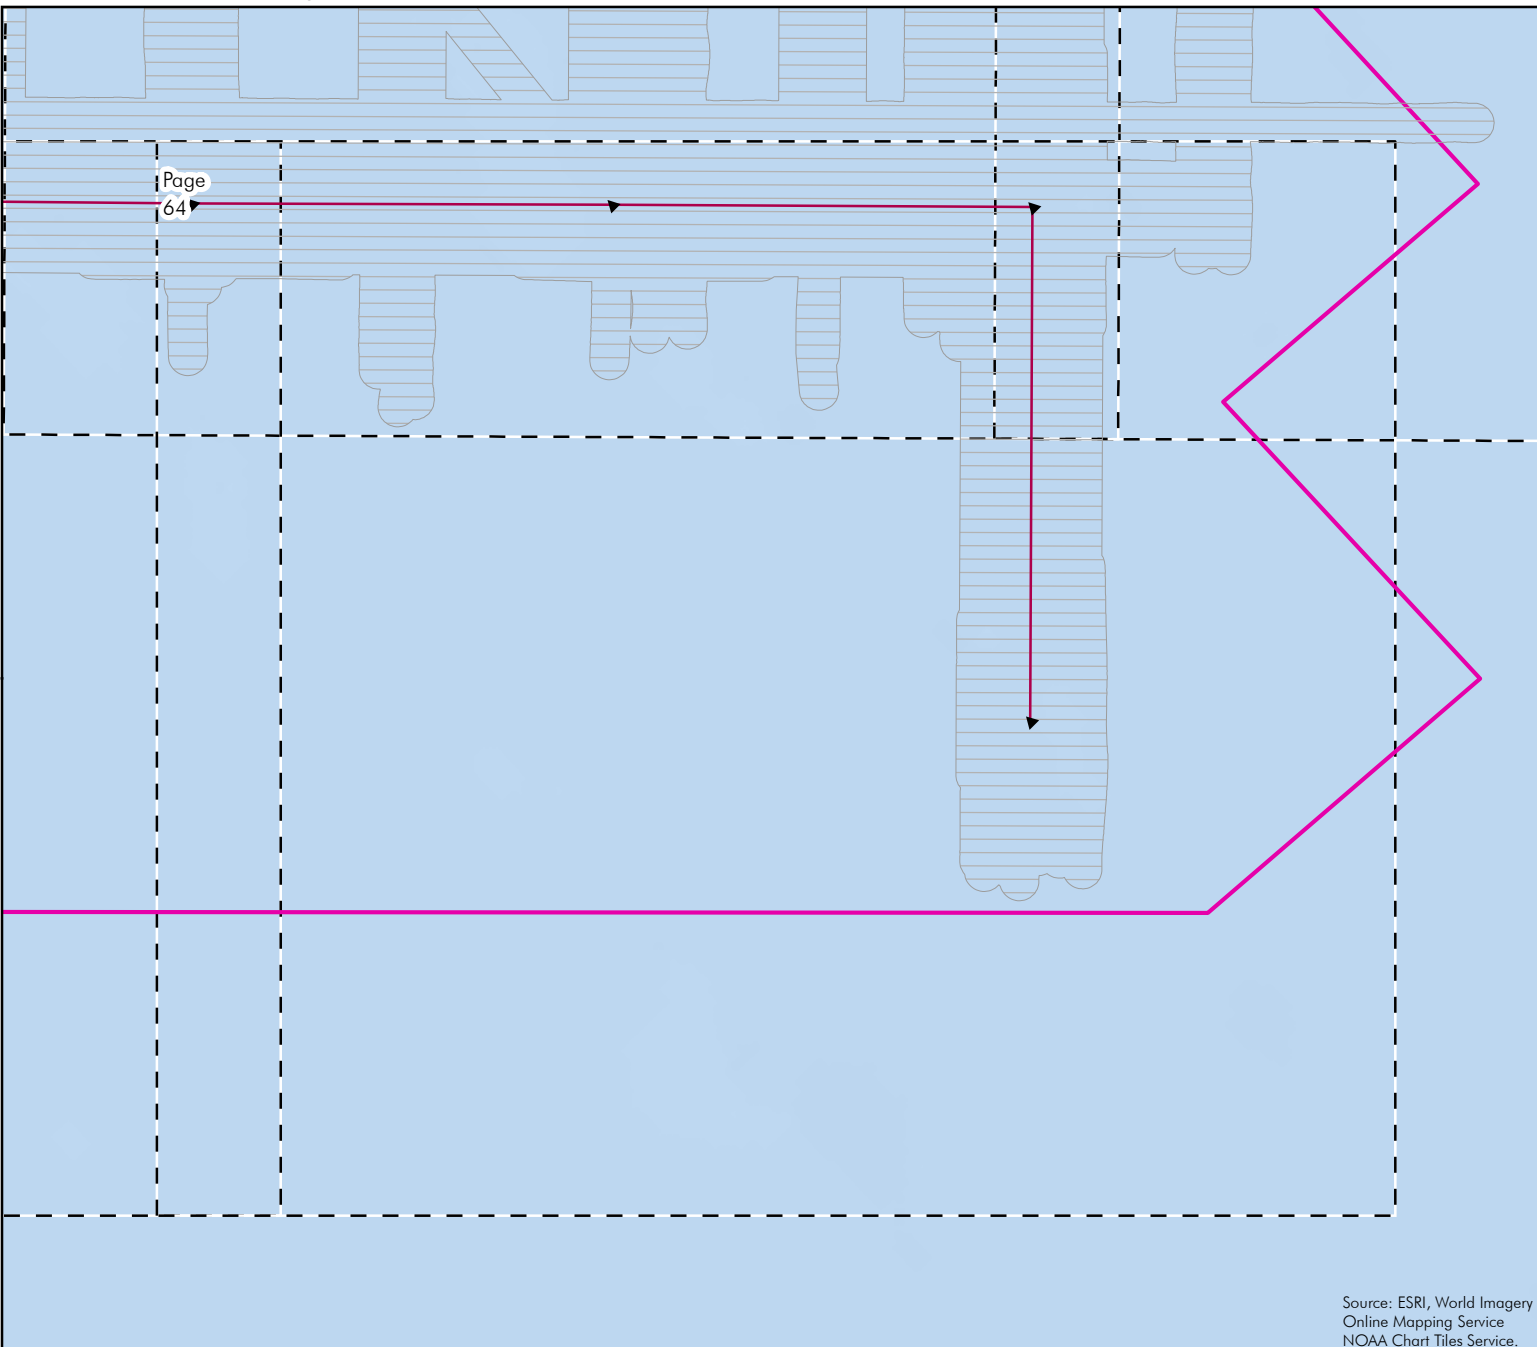 Page
64
Source: ESRI, World Imagery
Online Mapping Service
NOAA Chart Tiles Service.